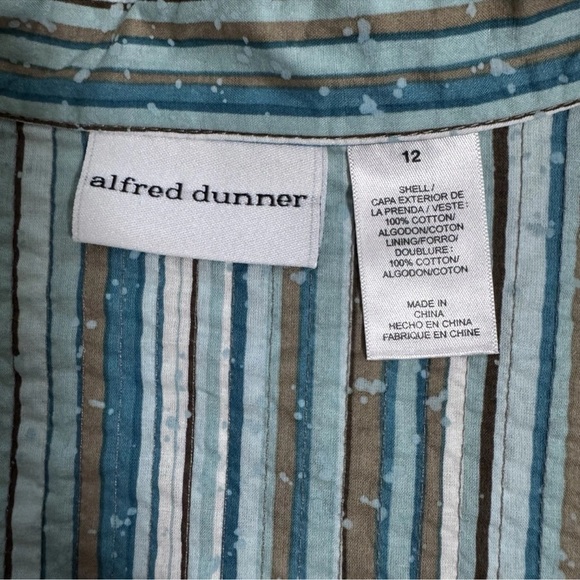 alfred dunner
12
SHELL/
CAPA EXTERIOR DE
LA PRENDA / VESTE :
100% COTTON/
ALGODON/COTON
LINING/FORRO/
DOUBLURE :
100% COTTON/
ALGODON/COTON
MADE IN
CHINA
HECHO EN CHINA
FABRIQUE EN CHINE